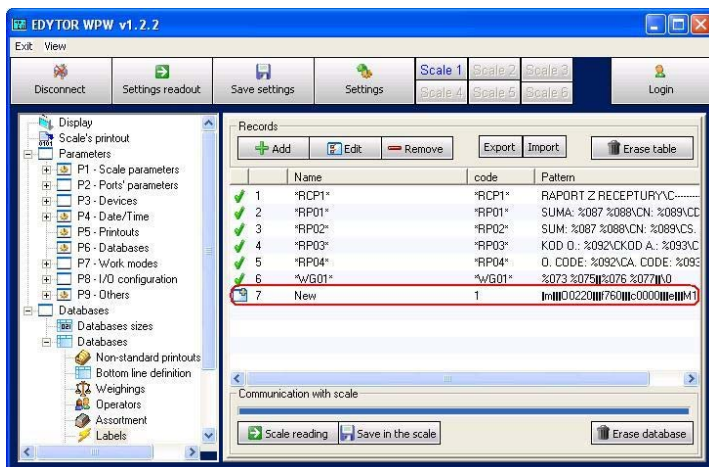 EDYTOR WPW v1.2.2
Exit View
Disconnect Settings readout Save settings Settings Scale 1 Scale 2 Scale 3 Login
Scale 4 Scale 5 Scale 6
Display
Scale's printout
Parameters
P1 - Scale parameters
P2 - Ports' parameters
P3 - Devices
P4 - Date/Time
P5 - Printouts
P6 - Databases
P7 - Work modes
P8 - I/O configuration
P9 - Others
Databases
Databases sizes
Databases
Non-standard printouts
Bottom line definition
Weighings
Operators
Assortment
Labels
Records
Add Edit Remove Export Import Erase table
Name code Pattern
1 *RCP1* *RCP1* RAPORT Z RECEPTURY\C--------
2 *RP01* *RP01* SUMA: %087 %088\CN: %089\CD
3 *RP02* *RP02* SUM: %087 %088\CN: %089\CS.
4 *RP03* *RP03* KOD O.: %092\CKOD A.: %093\C
5 *RP04* *RP04* O. CODE: %092\CA. CODE: %093
6 *WG01* *WG01* %073 %075||%076 %077||\0
7 New 1
Communication with scale
Scale reading Save in the scale Erase database